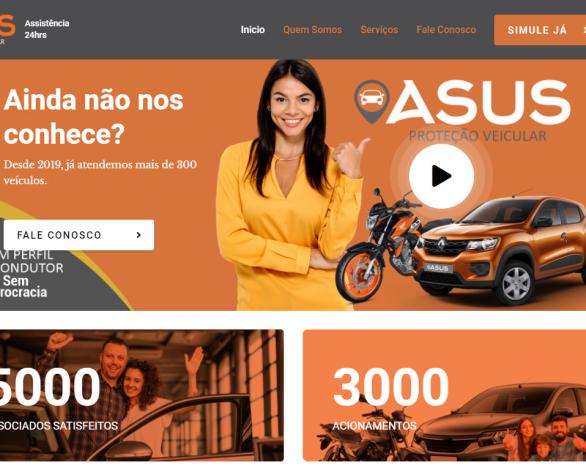 Assistência
24hrs
Inicio
Quem Somos
Serviços
Fale Conosco
SIMULE JÁ
Ainda não nos
conhece?
Desde 2019, já atendemos mais de 300
veículos.
FALE CONOSCO
M PERFIL
ONDUTOR
Sem
rocracia
ASUS
PROTEÇÃO VEICULAR
ASUS
5000
SOCIADOS SATISFEITOS
3000
ACIONAMENTOS